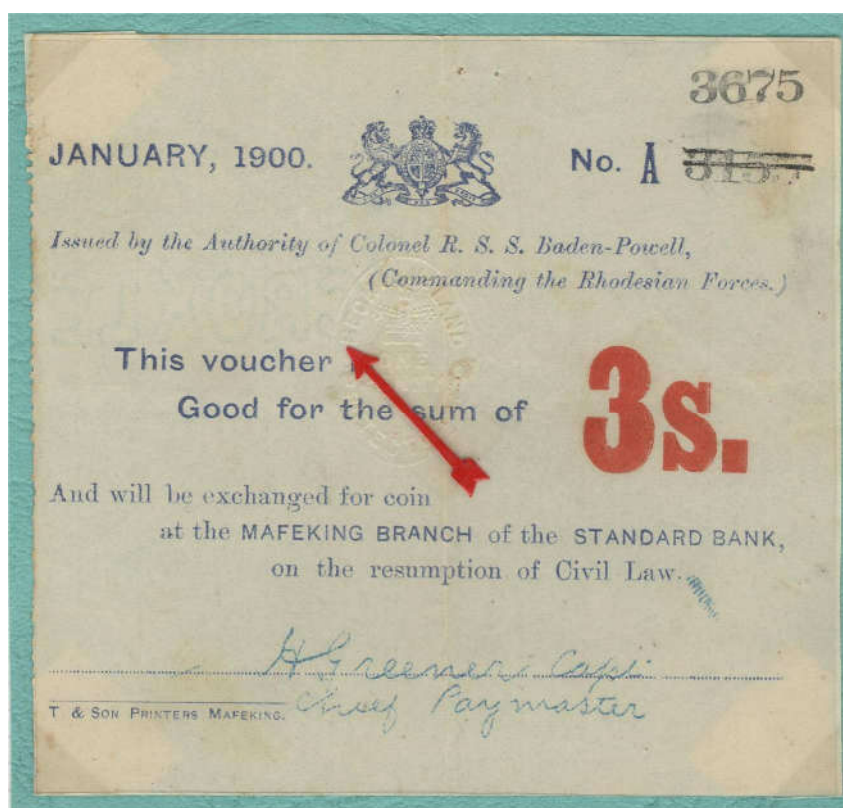 3675
JANUARY, 1900. No. A
Issued by the Authority of Colonel R. S. S. Baden-Powell,
(Commanding the Rhodesian Forces.)
This voucher
Good for the sum of 3s.
And will be exchanged for coin
at the MAFEKING BRANCH of the STANDARD BANK,
on the resumption of Civil Law.
H Greener Capt:
Chief Paymaster
T & SON PRINTERS MAFEKING.